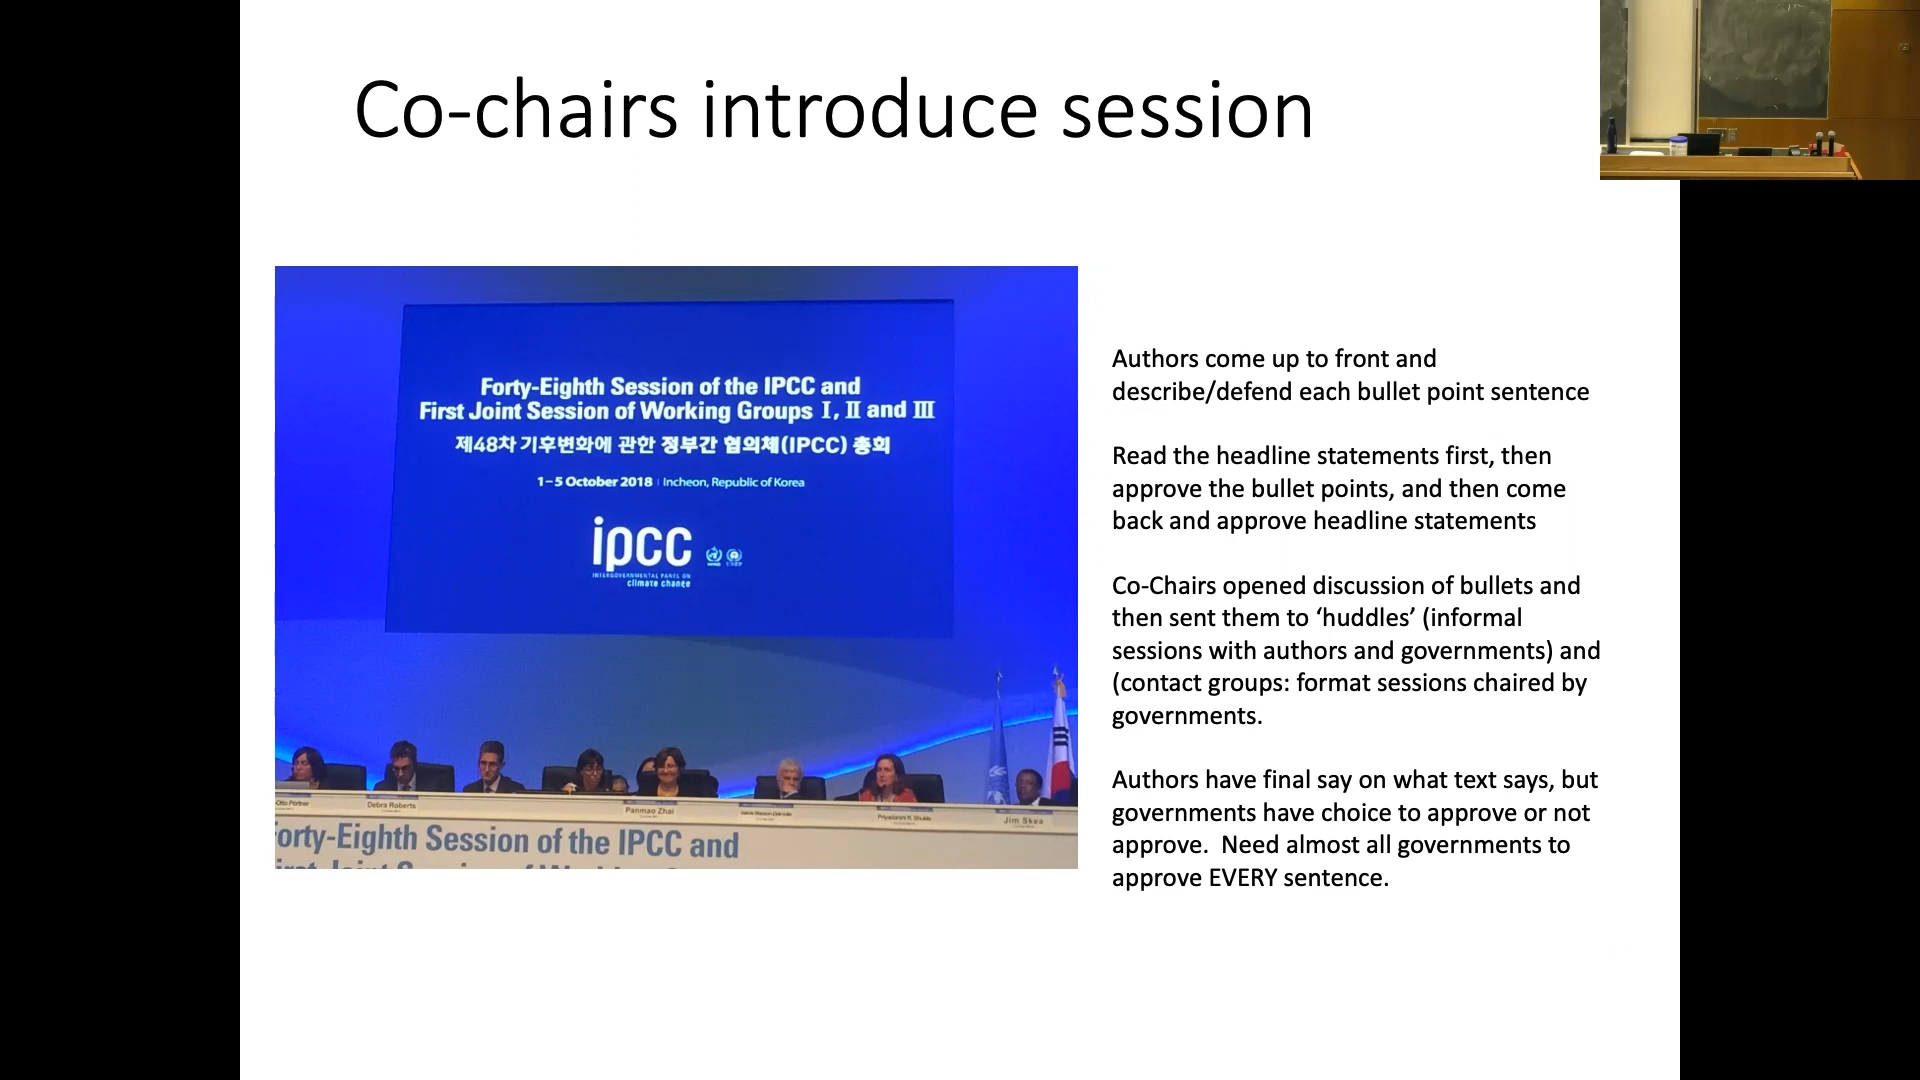 Co-chairs introduce session
Forty-Eighth Session of the IPCC and
First Joint Session of Working Groups Ⅰ, Ⅱ and Ⅲ
제48차 기후변화에 관한 정부간 협의체(IPCC) 총회
1–5 October 2018 | Incheon, Republic of Korea
ipcc
INTERGOVERNMENTAL PANEL ON
climate change
Debra Roberts
Panmao Zhai
Priyadarshi R. Shukla
Jim Skea
orty-Eighth Session of the IPCC and
Authors come up to front and
describe/defend each bullet point sentence
Read the headline statements first, then
approve the bullet points, and then come
back and approve headline statements
Co-Chairs opened discussion of bullets and
then sent them to ‘huddles’ (informal
sessions with authors and governments) and
(contact groups: format sessions chaired by
governments.
Authors have final say on what text says, but
governments have choice to approve or not
approve.  Need almost all governments to
approve EVERY sentence.